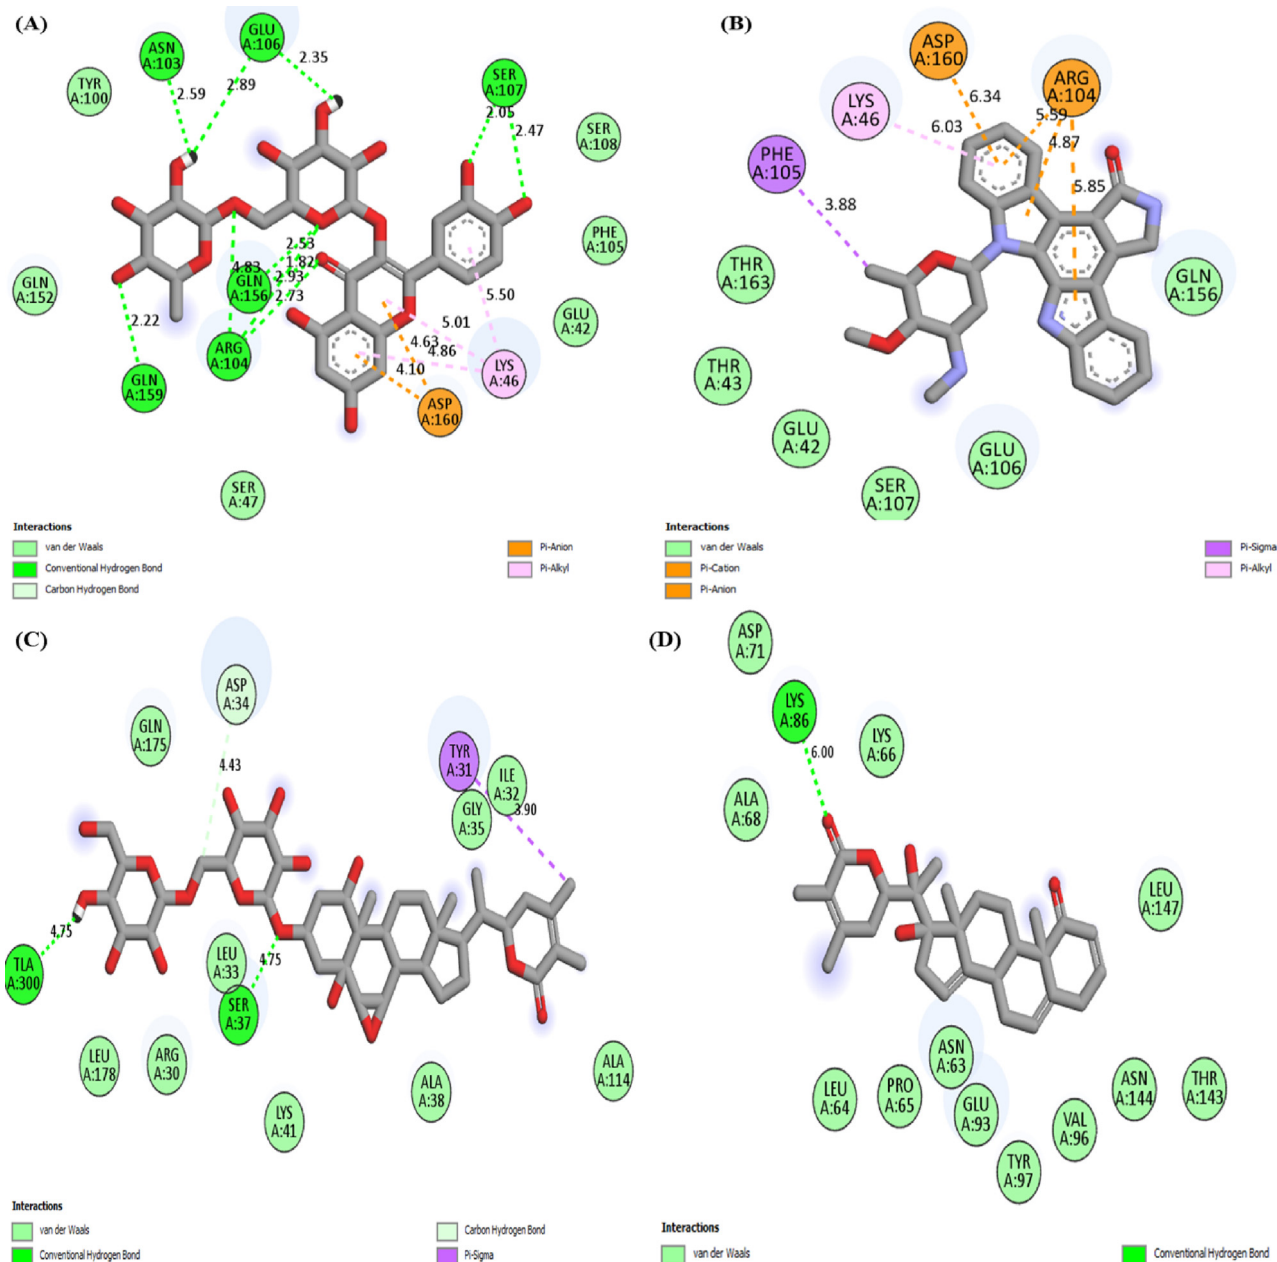 (A)
ASN
A:103
GLU
A:106
2.35
2.59
2.89
TYR
A:100
SER
A:107
2.05
2.47
SER
A:108
PHE
A:105
GLN
A:152
2.53
1.82
4.83
GLN
A:156
2.93
2.73
5.50
GLU
A:42
2.22
ARG
A:104
5.01
4.63
4.86
4.10
LYS
A:46
GLN
A:159
ASP
A:160
SER
A:47
Interactions
van der Waals
Conventional Hydrogen Bond
Carbon Hydrogen Bond
Pi-Anion
Pi-Alkyl
(B)
ASP
A:160
ARG
A:104
LYS
A:46
6.34
5.59
6.03
4.87
PHE
A:105
5.85
3.88
THR
A:163
GLN
A:156
THR
A:43
GLU
A:42
GLU
A:106
SER
A:107
Interactions
van der Waals
Pi-Cation
Pi-Anion
Pi-Sigma
Pi-Alkyl
(C)
ASP
A:34
GLN
A:175
4.43
TYR
A:31
ILE
A:32
GLY
A:35
3.90
4.75
TLA
A:300
LEU
A:33
4.75
SER
A:37
LEU
A:178
ARG
A:30
LYS
A:41
ALA
A:38
ALA
A:114
Interactions
van der Waals
Conventional Hydrogen Bond
Carbon Hydrogen Bond
Pi-Sigma
(D)
ASP
A:71
LYS
A:86
LYS
A:66
6.00
ALA
A:68
LEU
A:147
ASN
A:63
LEU
A:64
PRO
A:65
GLU
A:93
ASN
A:144
THR
A:143
VAL
A:96
TYR
A:97
Interactions
van der Waals
Conventional Hydrogen Bond